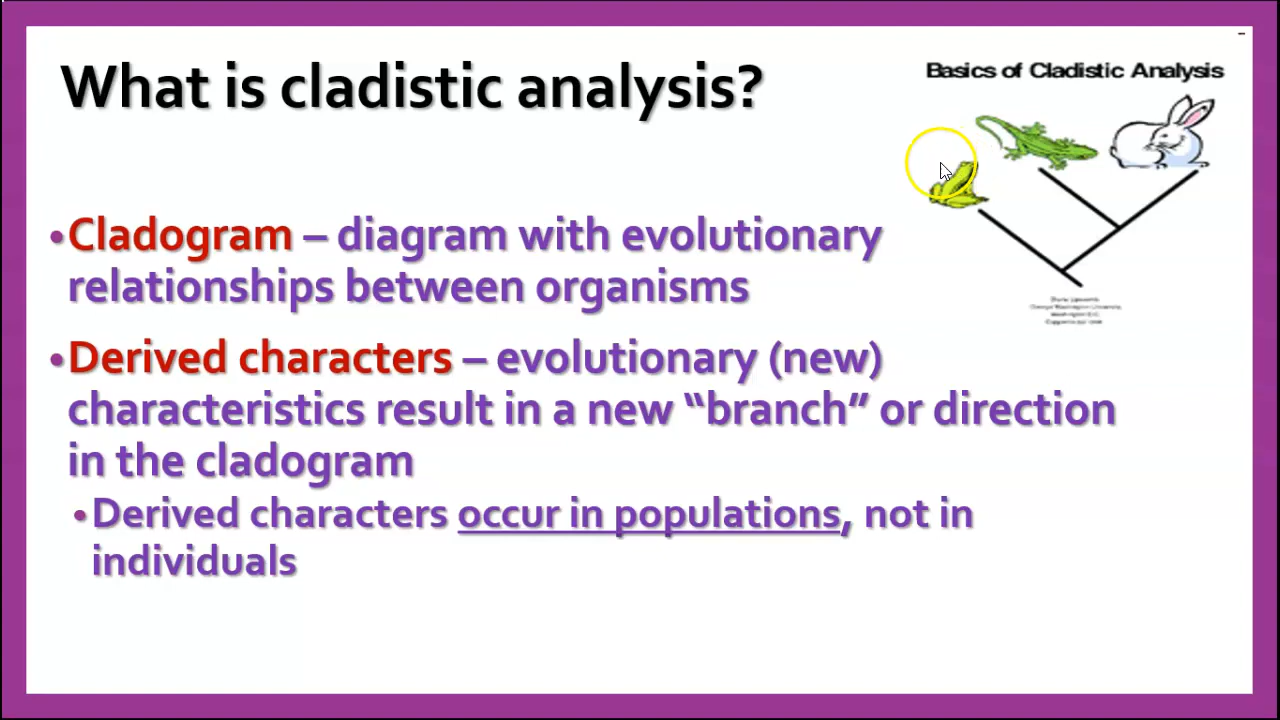 What is cladistic analysis?
Basics of Cladistic Analysis
•Cladogram – diagram with evolutionary
relationships between organisms
•Derived characters – evolutionary (new)
characteristics result in a new “branch” or direction
in the cladogram
•Derived characters occur in populations, not in
individuals